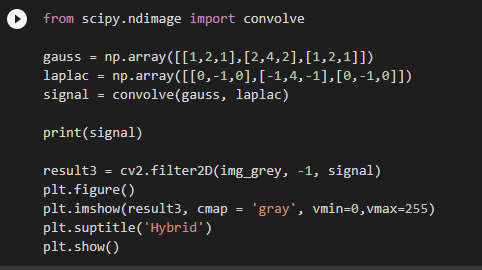 from scipy.ndimage import convolve
gauss = np.array([[1,2,1],[2,4,2],[1,2,1]])
laplac = np.array([[0,-1,0],[-1,4,-1],[0,-1,0]])
signal = convolve(gauss, laplac)
print(signal)
result3 = cv2.filter2D(img_grey, -1, signal)
plt.figure()
plt.imshow(result3, cmap = 'gray', vmin=0,vmax=255)
plt.suptitle('Hybrid')
plt.show()